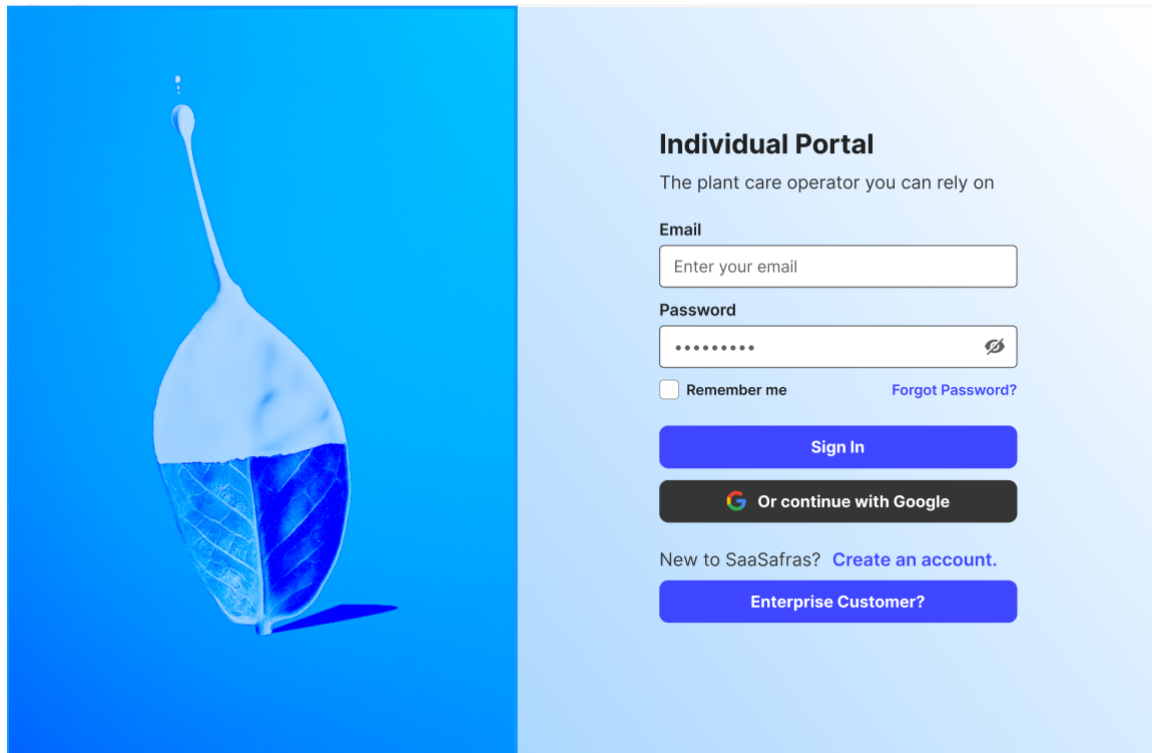 Individual Portal
The plant care operator you can rely on
Email
Enter your email
Password
•••••••••
Remember me Forgot Password?
Sign In
Or continue with Google
New to SaaSafras? Create an account.
Enterprise Customer?